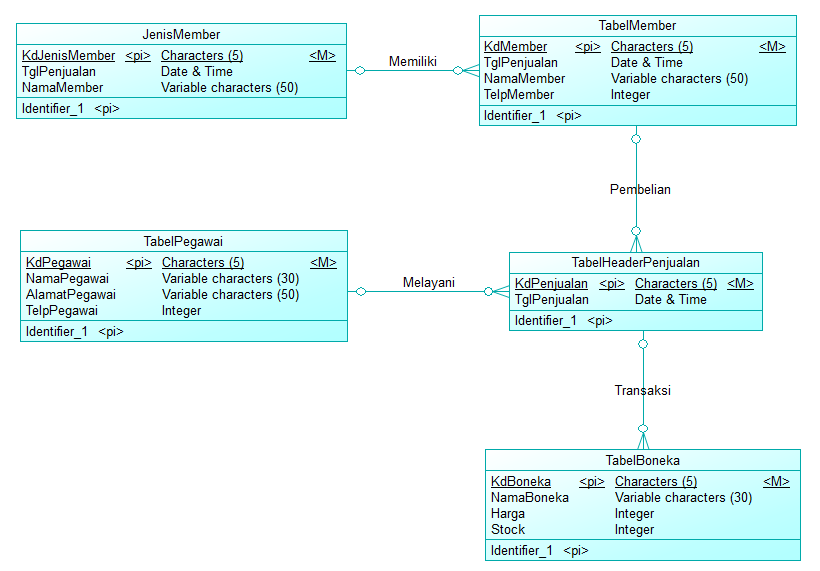 JenisMember
KdJenisMember <pi> Characters (5) <M>
TglPenjualan Date & Time
NamaMember Variable characters (50)
Identifier_1 <pi>
Memiliki
TabelMember
KdMember <pi> Characters (5) <M>
TglPenjualan Date & Time
NamaMember Variable characters (50)
TelpMember Integer
Identifier_1 <pi>
Pembelian
TabelPegawai
KdPegawai <pi> Characters (5) <M>
NamaPegawai Variable characters (30)
AlamatPegawai Variable characters (50)
TelpPegawai Integer
Identifier_1 <pi>
Melayani
TabelHeaderPenjualan
KdPenjualan <pi> Characters (5) <M>
TglPenjualan Date & Time
Identifier_1 <pi>
Transaksi
TabelBoneka
KdBoneka <pi> Characters (5) <M>
NamaBoneka Variable characters (30)
Harga Integer
Stock Integer
Identifier_1 <pi>